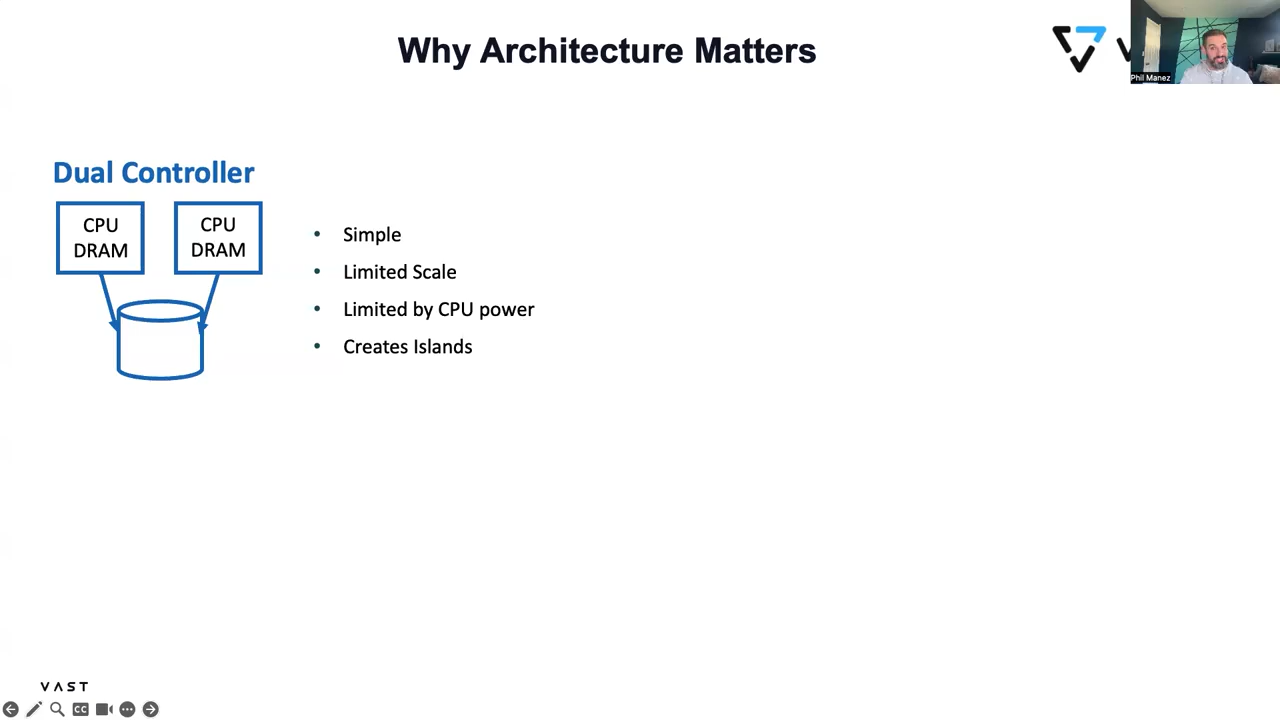 Why Architecture Matters
V
Phil Manez
Dual Controller
CPU
DRAM
CPU
DRAM
• Simple
• Limited Scale
• Limited by CPU power
• Creates Islands
VAST
CC